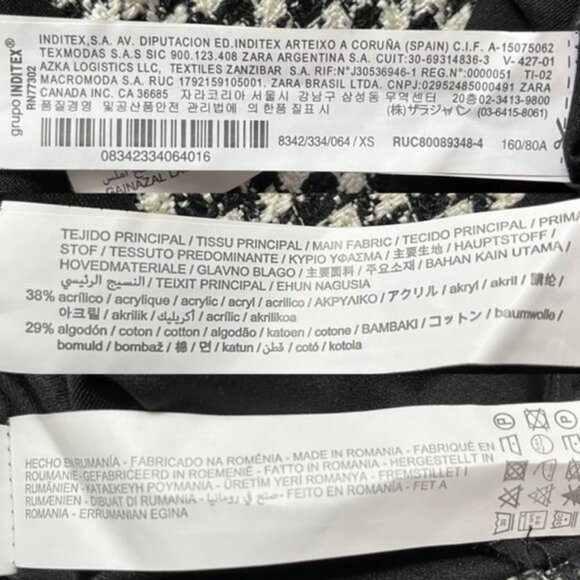 grupo INDITEX®
RN77302
INDITEX,S.A. AV. DIPUTACION ED.INDITEX ARTEIXO A CORUÑA (SPAIN) C.I.F. A-15075062
TEXMODAS S.A.S SIC 900.123.408 ZARA ARGENTINA S.A. CUIT:30-69314836-3 V- 427-01
AZKA LOGISTICS LLC, TEXTILES ZANZIBAR S.A. RIF:N°J30536946-1 REG.N°:0000051 TI-02
MACROMODA S.A. RUC 1792159105001. ZARA BRASIL LTDA. CNPJ:02952485000491 ZARA
CANADA INC. CA 36685 자라코리아 서울시 강남구 삼성동 무역센터 20층 02-3413-9800
품질경영 및공산품안전 관리법에 의한 품질표시 (株)ザラジャパン (03-6415-8061)
8342/334/064 / XS RUC80089348-4 160/80A
08342334064016
TEJIDO PRINCIPAL / TISSU PRINCIPAL / MAIN FABRIC / TECIDO PRINCIPAL / PRIMA
STOF / TESSUTO PREDOMINANTE / ΚΥΡΙΟ ΥΦΑΣΜΑ / 主要生地 / HAUPTSTOFF /
HOVEDMATERIALE / GLAVNO BLAGO / 主要面料 / 주요소재 / BAHAN KAIN UTAMA /
النسيج الرئيسي / TEIXIT PRINCIPAL / EHUN NAGUSIA
38% acrílico / acrylique / acrylic / acryl / acrilico / ΑΚΡΥΛΙΚΟ / アクリル / akryl / akril / 腈纶 /
아크릴 / akrilik / أكريليك / acrílic / akrilikoa
29% algodón / coton / cotton / algodão / katoen / cotone / ΒΑΜΒΑΚΙ / コットン / baumwolle /
bomuld / bombaž / 棉 / 면 / katun / قطن / cotó / kotoia
HECHO EN RUMANÍA - FABRICADO NA ROMÉNIA - MADE IN ROMANIA - FABRIQUÉ EN
ROUMANIE-GEFABRICEERD IN ROEMENIË - FATTO IN ROMANIA - HERGESTELLT IN
RUMÄNIEN - ΚΑΤΑΣΚΕΥΗ ΡΟΥΜΑΝΙΑ - ÜRETİM YERİ ROMANYA - FREMSTILLET I
RUMÆNIEN - DIBUAT DI RUMANIA - صنع في رومانيا - FEITO EN ROMANÍA - FET A
ROMANIA - ERRUMANIAN EGINA